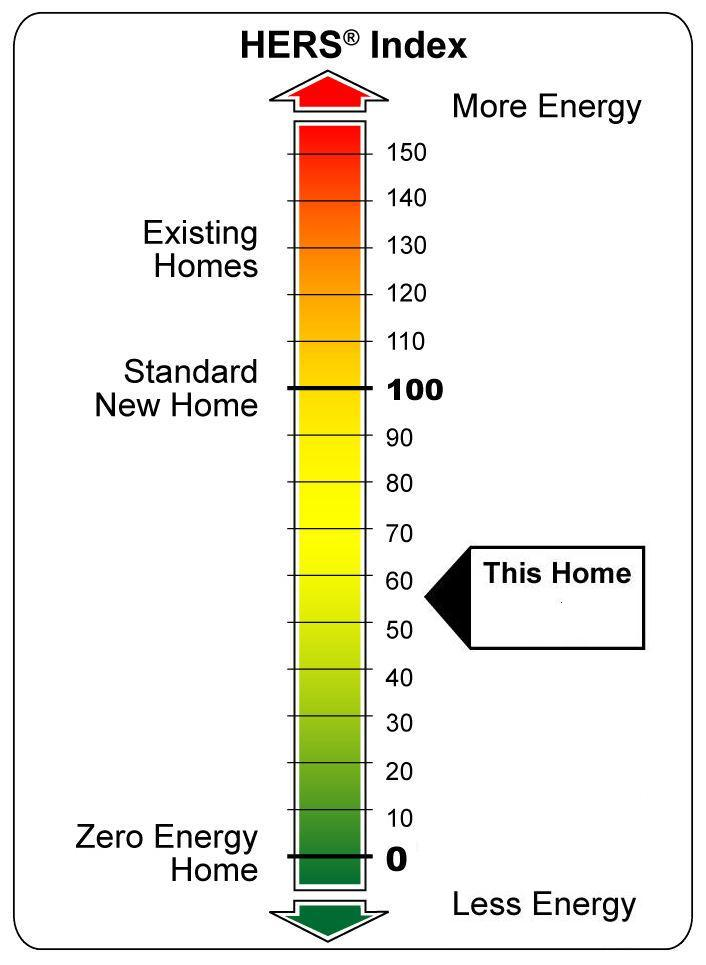 HERS® Index
More Energy
150
140
Existing
Homes
130
120
110
Standard
New Home
100
90
80
70
This Home
60
50
40
30
20
10
Zero Energy
Home
0
Less Energy